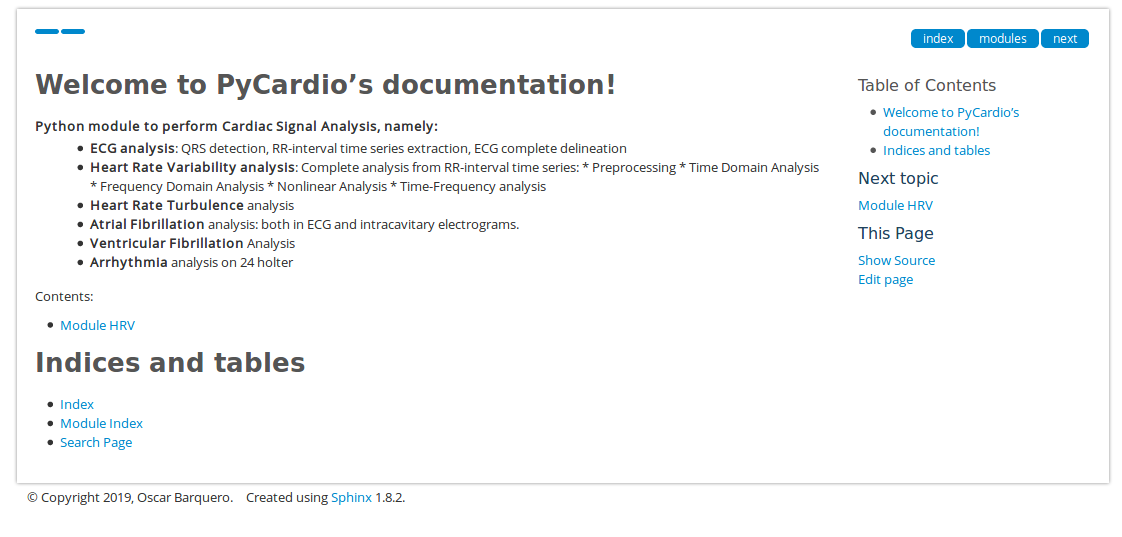 index modules next
Welcome to PyCardio’s documentation!
Python module to perform Cardiac Signal Analysis, namely:
• ECG analysis: QRS detection, RR-interval time series extraction, ECG complete delineation
• Heart Rate Variability analysis: Complete analysis from RR-interval time series: * Preprocessing * Time Domain Analysis
* Frequency Domain Analysis * Nonlinear Analysis * Time-Frequency analysis
• Heart Rate Turbulence analysis
• Atrial Fibrillation analysis: both in ECG and intracavitary electrograms.
• Ventricular Fibrillation Analysis
• Arrhythmia analysis on 24 holter
Contents:
• Module HRV
Indices and tables
• Index
• Module Index
• Search Page
Table of Contents
• Welcome to PyCardio’s
documentation!
• Indices and tables
Next topic
Module HRV
This Page
Show Source
Edit page
© Copyright 2019, Oscar Barquero. Created using Sphinx 1.8.2.